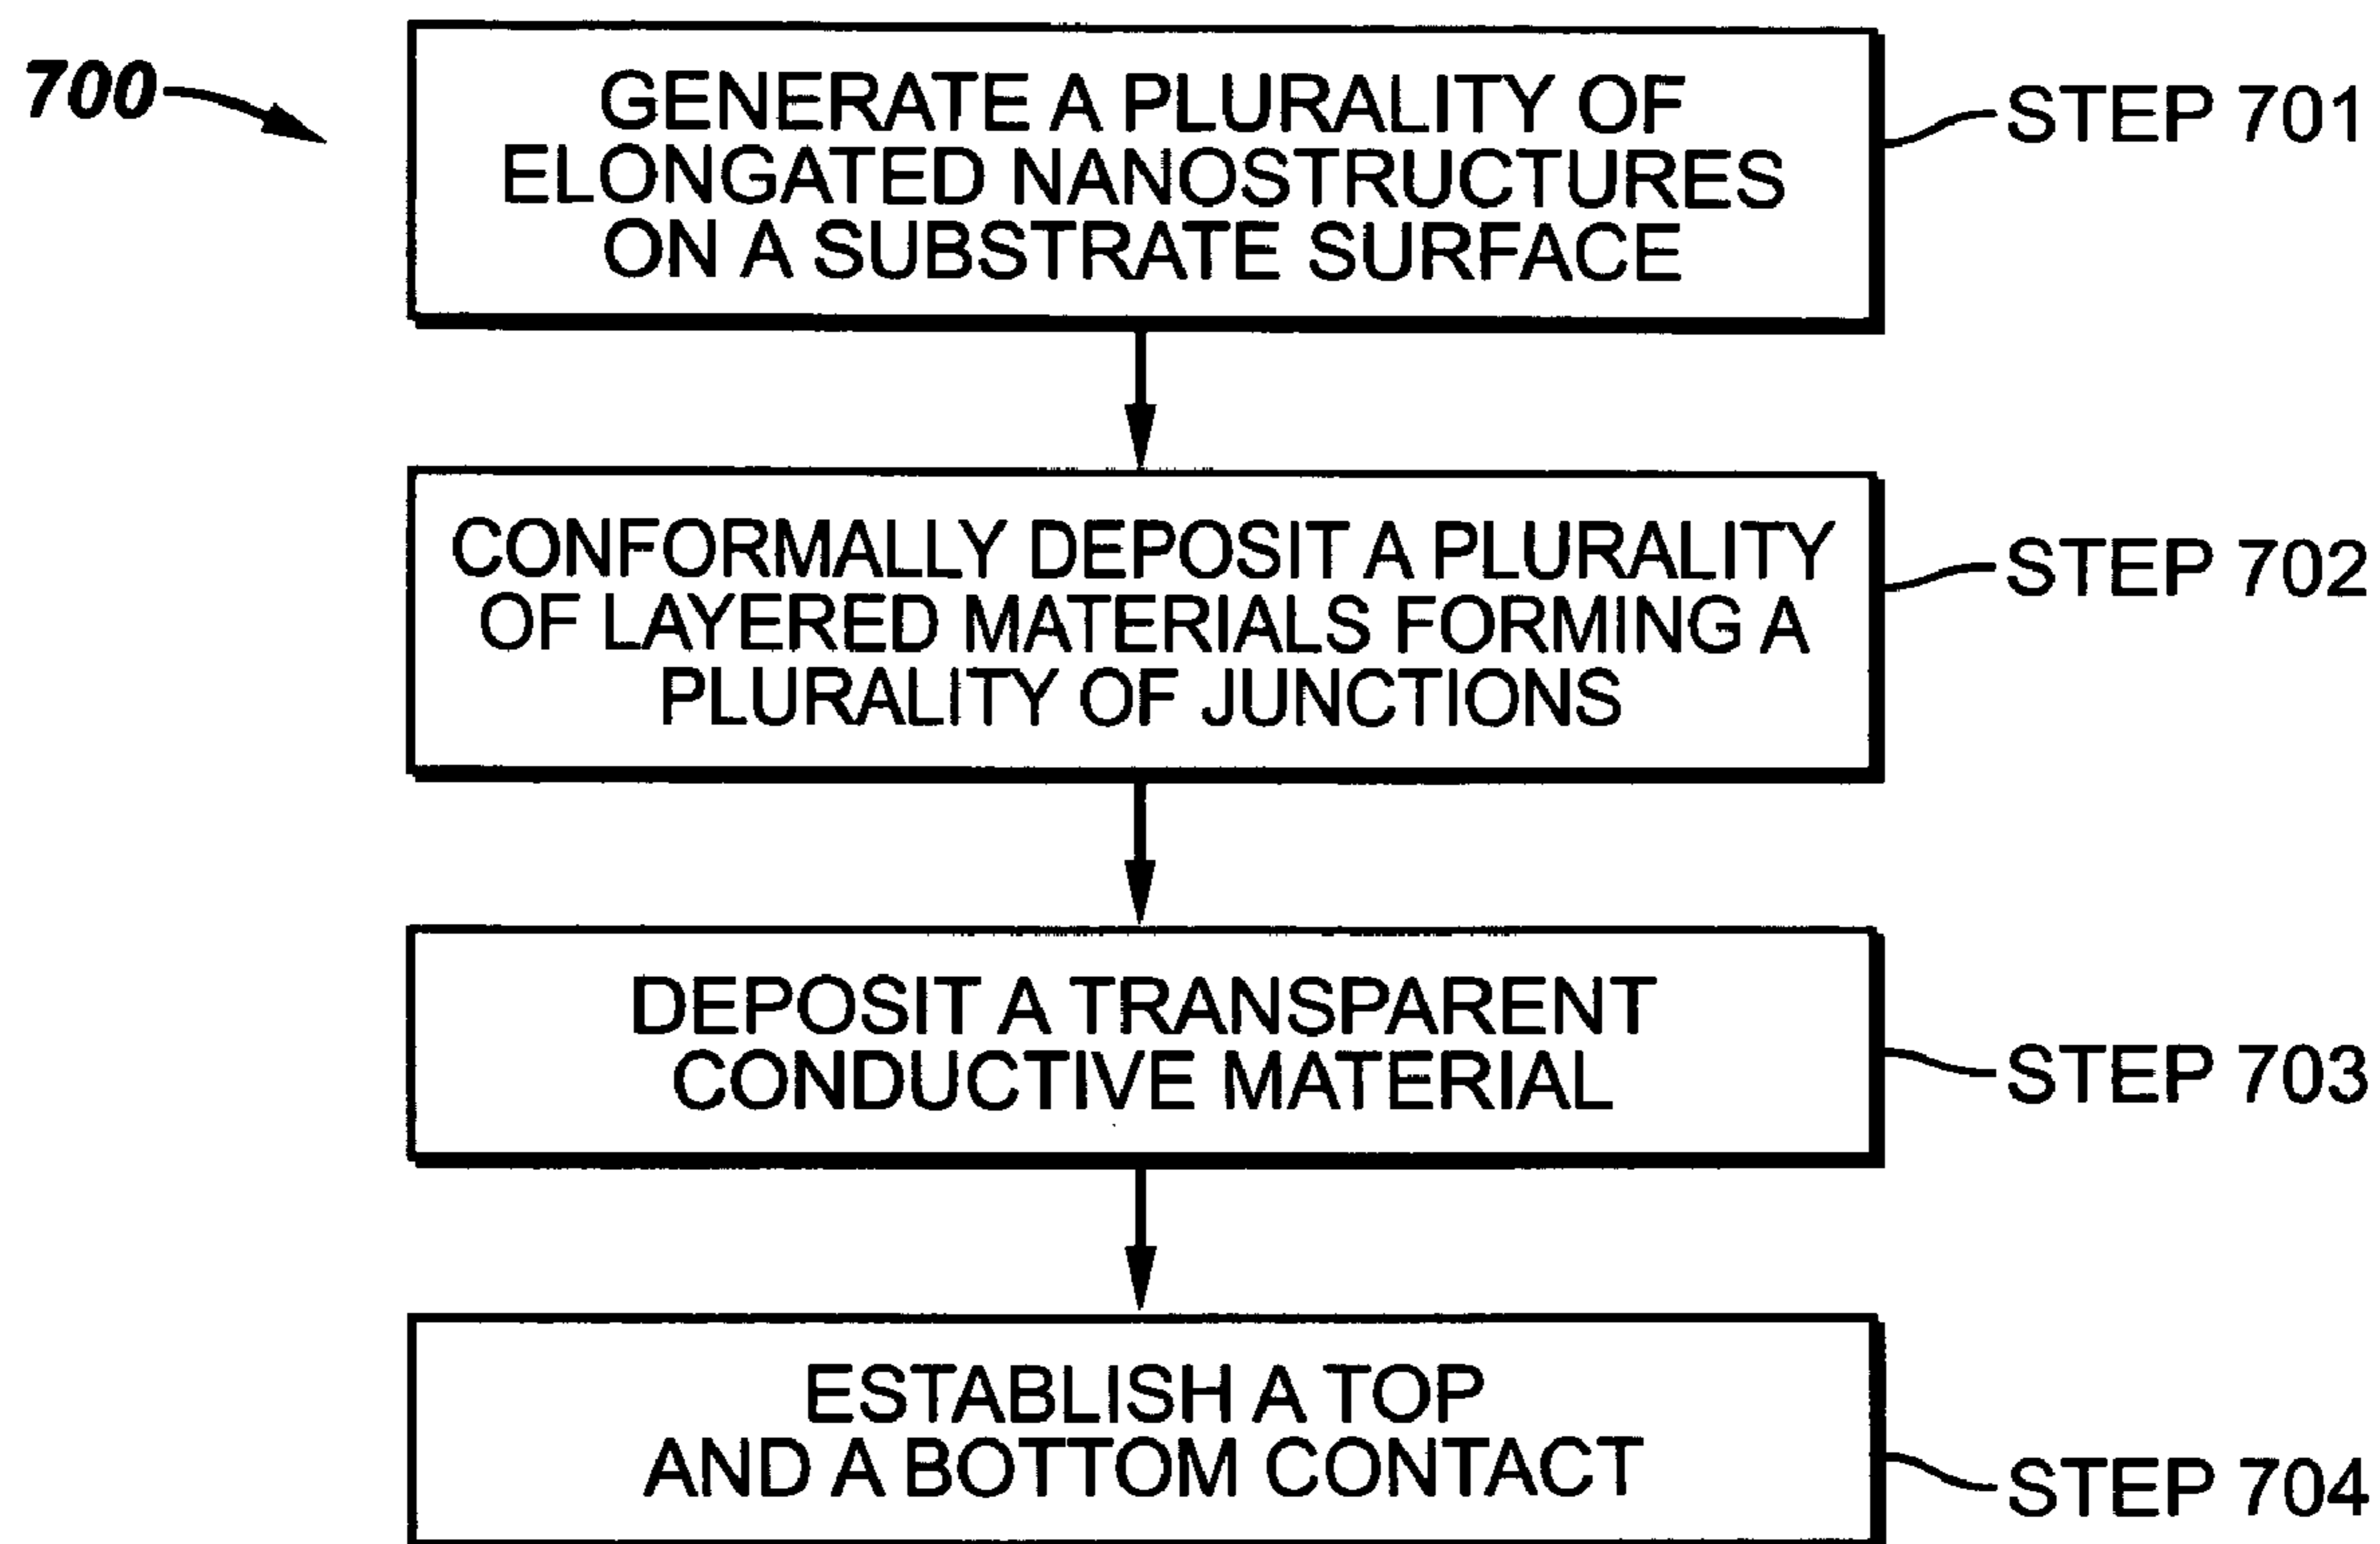 700
GENERATE A PLURALITY OF
ELONGATED NANOSTRUCTURES
ON A SUBSTRATE SURFACE
STEP 701
CONFORMALLY DEPOSIT A PLURALITY
OF LAYERED MATERIALS FORMING A
PLURALITY OF JUNCTIONS
STEP 702
DEPOSIT A TRANSPARENT
CONDUCTIVE MATERIAL
STEP 703
ESTABLISH A TOP
AND A BOTTOM CONTACT
STEP 704